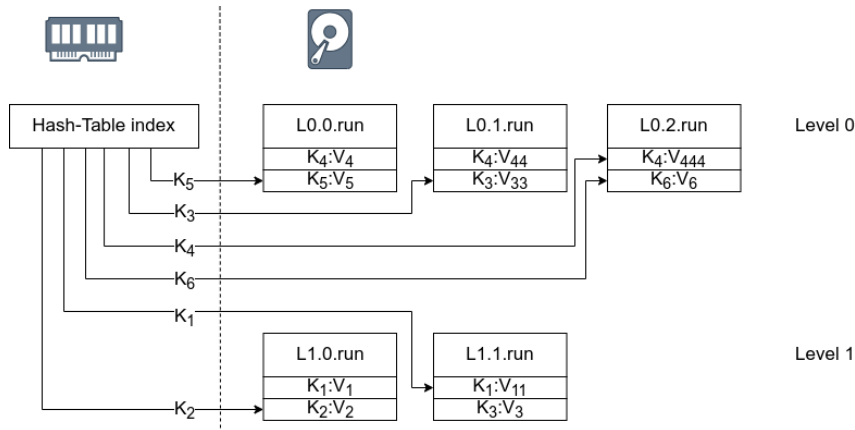 Hash-Table index
L0.0.run
K4:V4
K5:V5
L0.1.run
K4:V44
K3:V33
L0.2.run
K4:V444
K6:V6
Level 0
K5
K3
K4
K6
K1
K2
L1.0.run
K1:V1
K2:V2
L1.1.run
K1:V11
K3:V3
Level 1